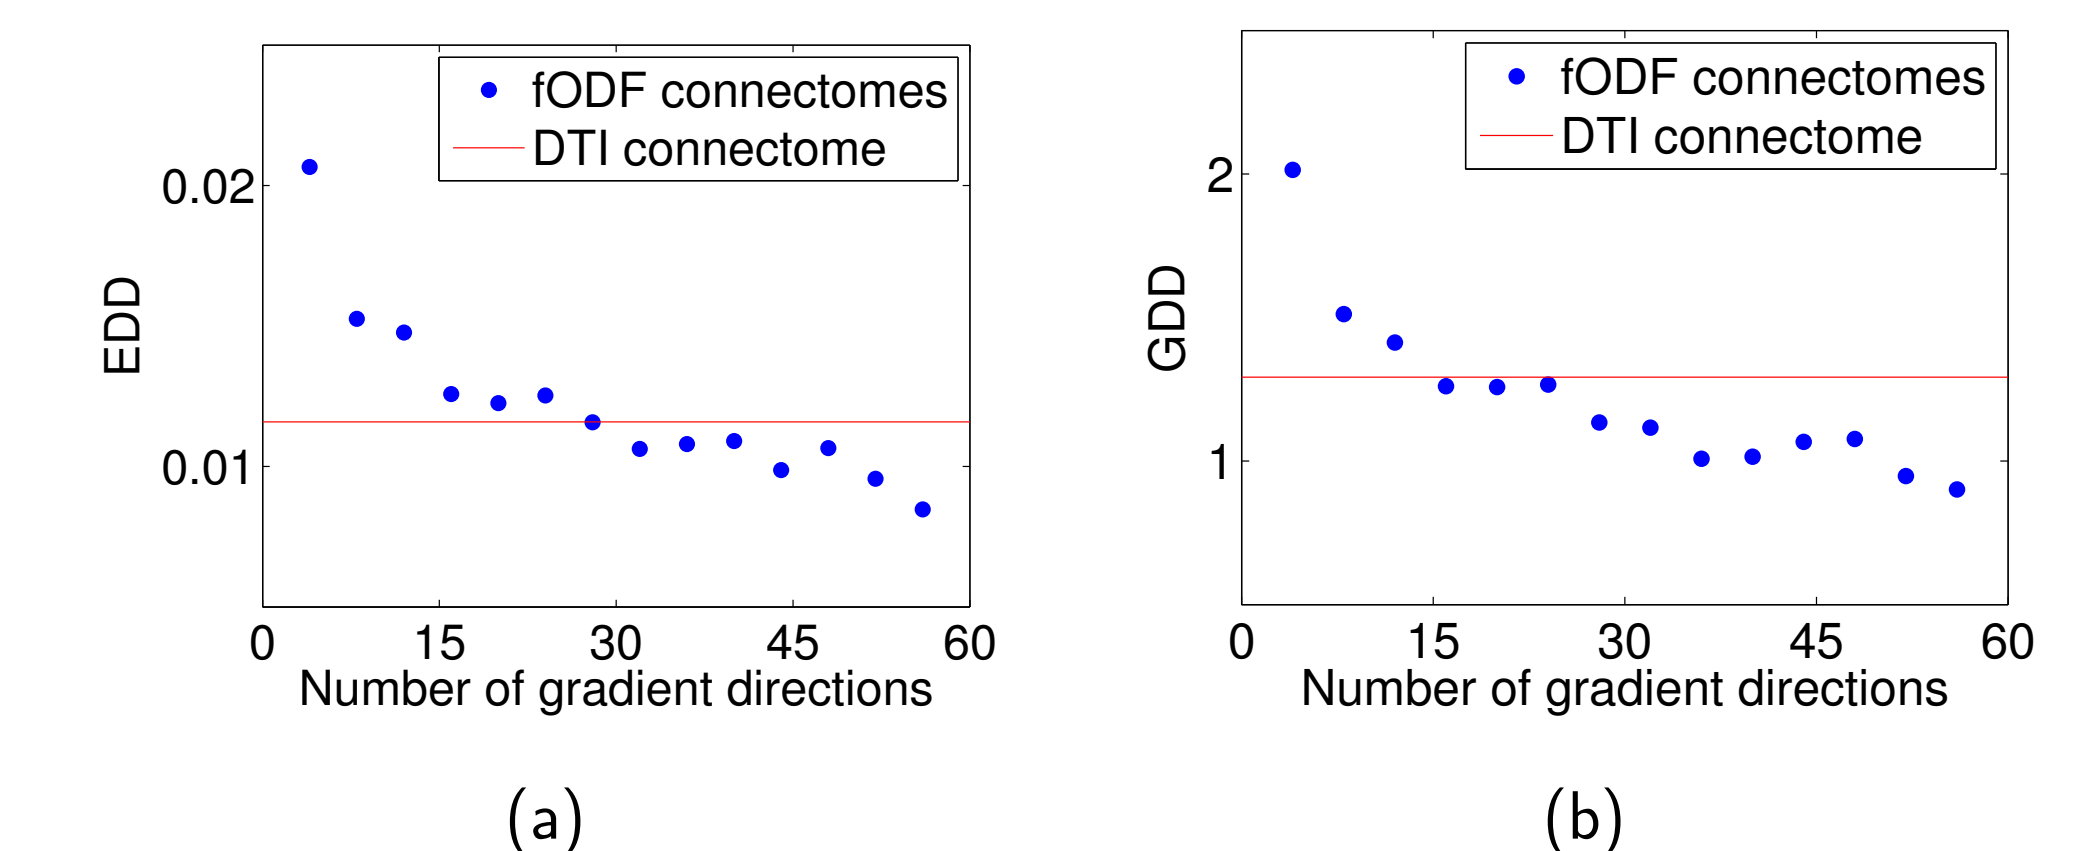 fODF connectomes
DTI connectome
0.02
0.01
EDD
0 15 30 45 60
Number of gradient directions
(a)
fODF connectomes
DTI connectome
2
1
GDD
0 15 30 45 60
Number of gradient directions
(b)